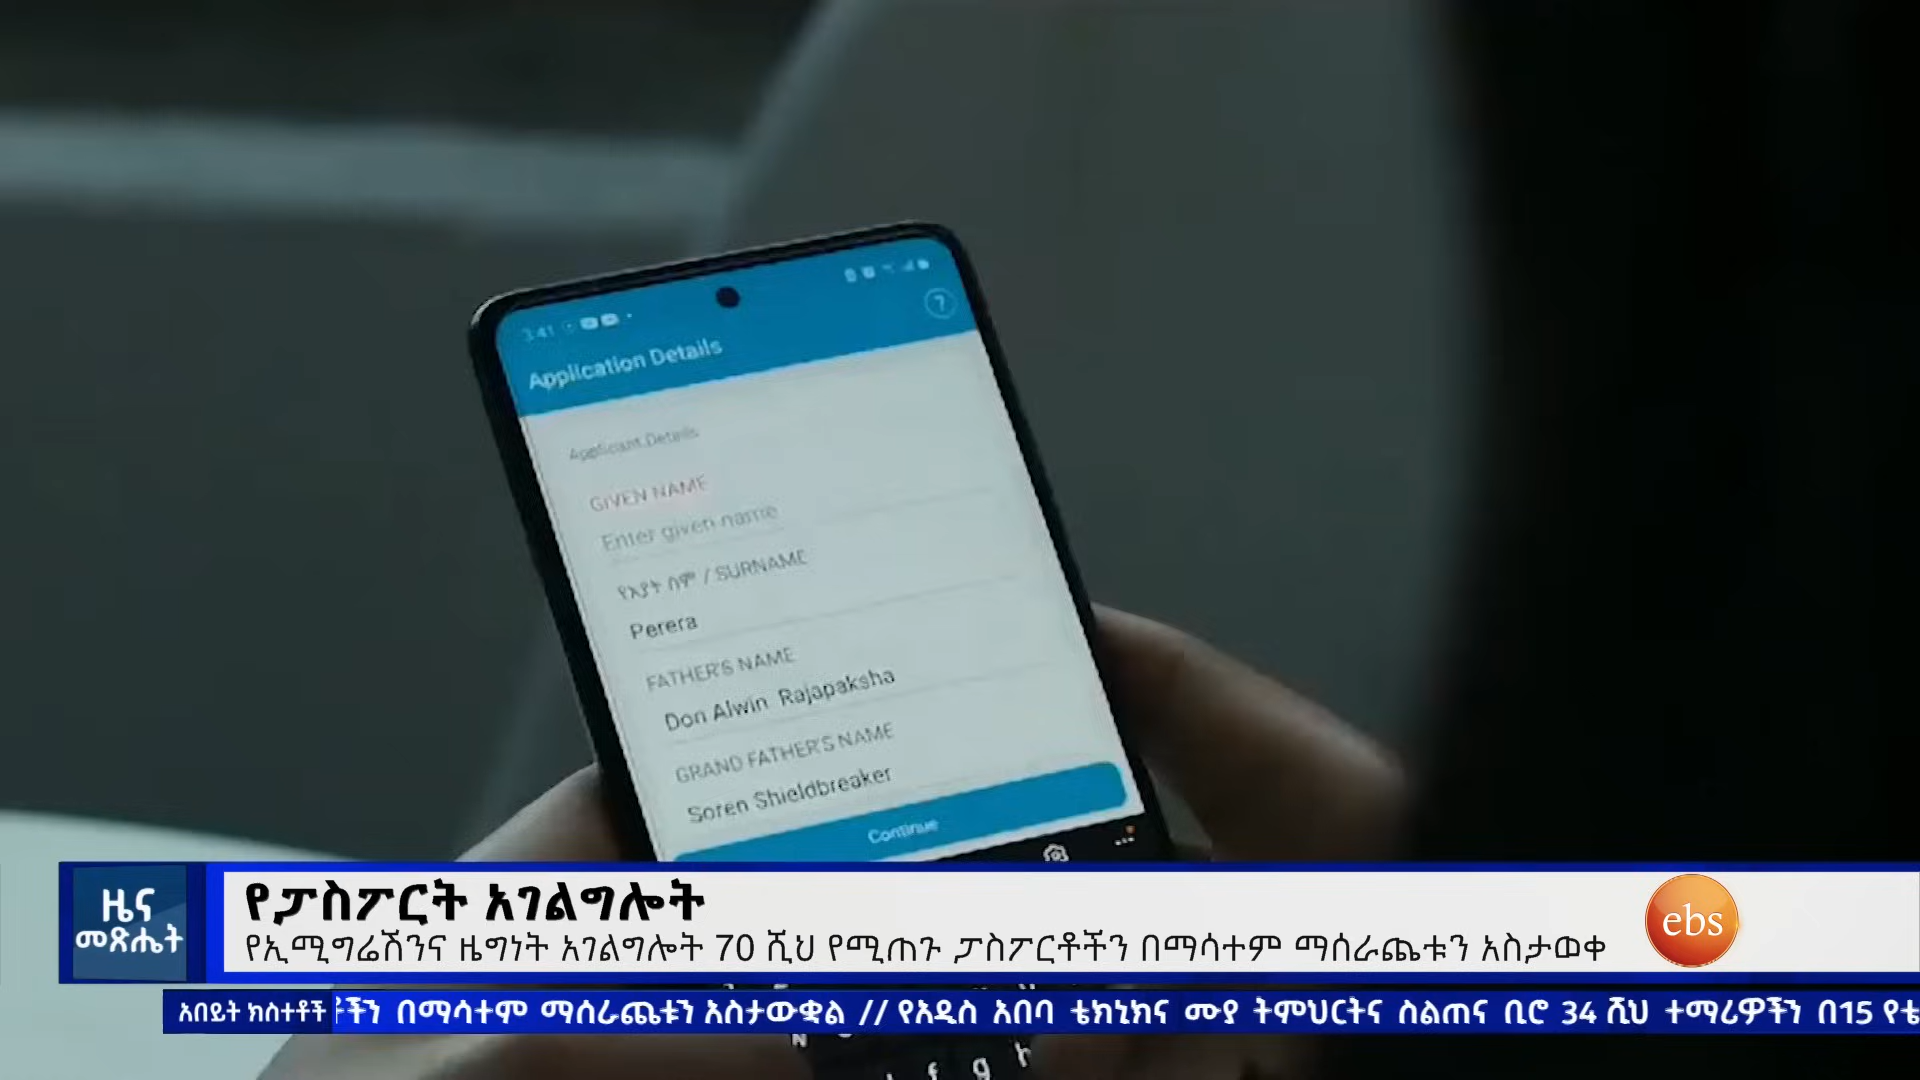 3:41
Application Details
?
Applicant Details
GIVEN NAME
Enter given name
የአያት ስም / SURNAME
Perera
FATHER'S NAME
Don Alwin Rajapaksha
GRAND FATHER'S NAME
Soren Shieldbreaker
Continue
ዜና
መጽሔት
የፓስፖርት አገልግሎት
የኢሚግሬሽንና ዜግነት አገልግሎት 70 ሺህ የሚጠጉ ፓስፖርቶችን በማሳተም ማሰራጨቱን አስታወቀ
ebs
አበይት ክስተቶች
በማሳተም ማሰራጨቱን አስታውቋል // የአዲስ አበባ ቴክኒክና ሙያ ትምህርትና ስልጠና ቢሮ 34 ሺህ ተማሪዎችን በ15 የቴ
f g h